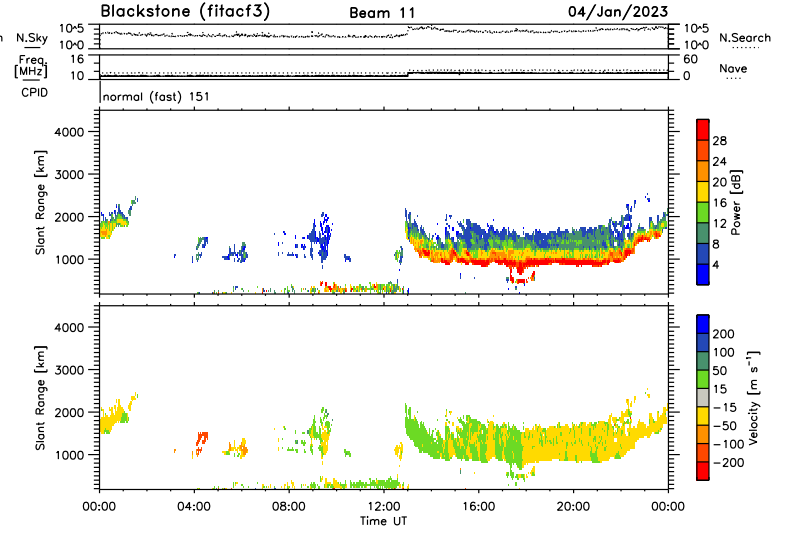 Blackstone (fitacf3) Beam 11 04/Jan/2023
N.Sky 10^5 10^0 10^5 10^0 N.Search
Freq. [MHz] 16 10 60 0 Nave
CPID normal (fast) 151
Slant Range [km] 4000 3000 2000 1000
28 24 20 16 12 8 4 Power [dB]
Slant Range [km] 4000 3000 2000 1000
200 100 50 15 -15 -50 -100 -200 Velocity [m s⁻¹]
00:00 04:00 08:00 12:00 16:00 20:00 00:00
Time UT